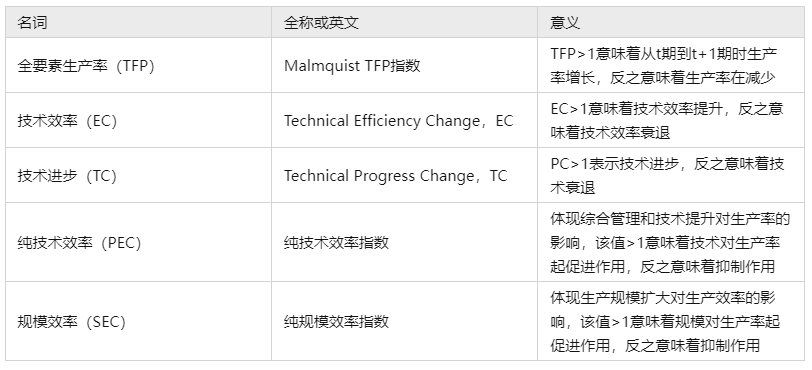 名词 全称或英文 意义
全要素生产率（TFP） Malmquist TFP指数 TFP>1意味着从t期到t+1期时生产
率增长，反之意味着生产率在减少
技术效率（EC） Technical Efficiency Change，EC EC>1意味着技术效率提升，反之意
味着技术效率衰退
技术进步（TC） Technical Progress Change，TC PC>1表示技术进步，反之意味着技
术衰退
纯技术效率（PEC） 纯技术效率指数 体现综合管理和技术提升对生产率的
影响，该值>1意味着技术对生产率
起促进作用，反之意味着抑制作用
规模效率（SEC） 纯规模效率指数 体现生产规模扩大对生产效率的影
响，该值>1意味着规模对生产率起
促进作用，反之意味着抑制作用